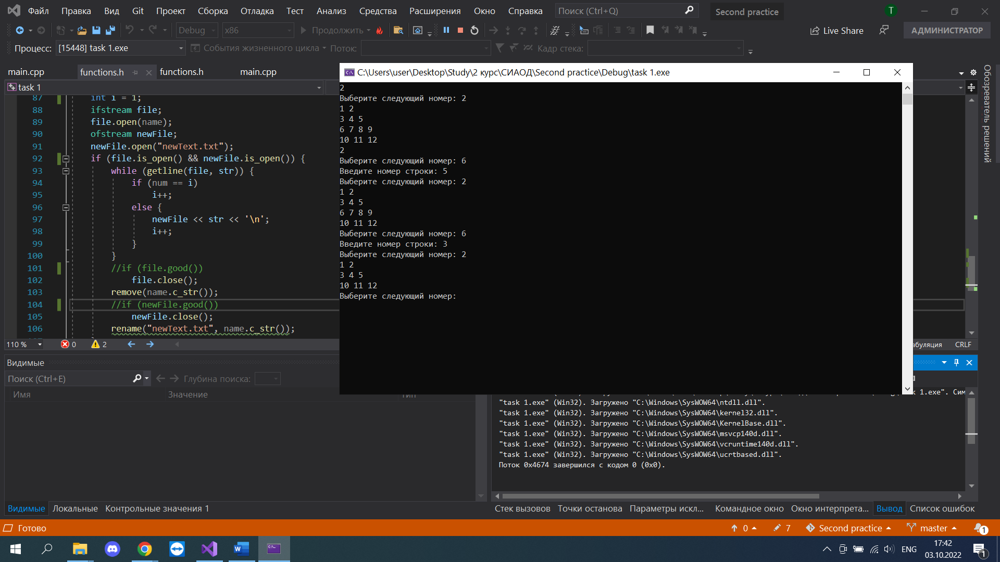 Файл Правка Вид Git Проект Сборка Отладка Тест Анализ Средства Расширения Окно Справка Поиск (Ctrl+Q) Second practice T
Debug x86 Продолжить Live Share АДМИНИСТРАТОР
Процесс: [15448] task 1.exe События жизненного цикла Поток: Кадр стека:
main.cpp functions.h functions.h main.cpp
task 1
87 int i = 1;
88 ifstream file;
89 file.open(name);
90 ofstream newFile;
91 newFile.open("newText.txt");
92 if (file.is_open() && newFile.is_open()) {
93 while (getline(file, str)) {
94 if (num == i)
95 i++;
96 else {
97 newFile << str << '\n';
98 i++;
99 }
100 }
101 //if (file.good())
102 file.close();
103 remove(name.c_str());
104 //if (newFile.good())
105 newFile.close();
106 rename("newText.txt", name.c_str());
110 % 0 2
абуляция CRLF
C:\Users\user\Desktop\Study\2 курс\СИАОД\Second practice\Debug\task 1.exe
2
Выберите следующий номер: 2
1 2
3 4 5
6 7 8 9
10 11 12
2
Выберите следующий номер: 6
Введите номер строки: 5
Выберите следующий номер: 2
1 2
3 4 5
6 7 8 9
10 11 12
Выберите следующий номер: 6
Введите номер строки: 3
Выберите следующий номер: 2
1 2
3 4 5
10 11 12
Выберите следующий номер:
Обозреватель решений
Видимые
Поиск (Ctrl+E) Глубина поиска:
Имя Значение Тип
k 1.exe". Сим
"task 1.exe" (Win32). Загружено "C:\Windows\SysWOW64\ntdll.dll".
"task 1.exe" (Win32). Загружено "C:\Windows\SysWOW64\kernel32.dll".
"task 1.exe" (Win32). Загружено "C:\Windows\SysWOW64\KernelBase.dll".
"task 1.exe" (Win32). Загружено "C:\Windows\SysWOW64\msvcp140d.dll".
"task 1.exe" (Win32). Загружено "C:\Windows\SysWOW64\vcruntime140d.dll".
"task 1.exe" (Win32). Загружено "C:\Windows\SysWOW64\ucrtbased.dll".
Поток 0x4674 завершился с кодом 0 (0x0).
Видимые Локальные Контрольные значения 1
Стек вызовов Точки останова Параметры искл... Командное окно Окно интерпрета... Вывод Список ошибок
Готово 0 7 Second practice master 1
ENG 17:42
03.10.2022 1